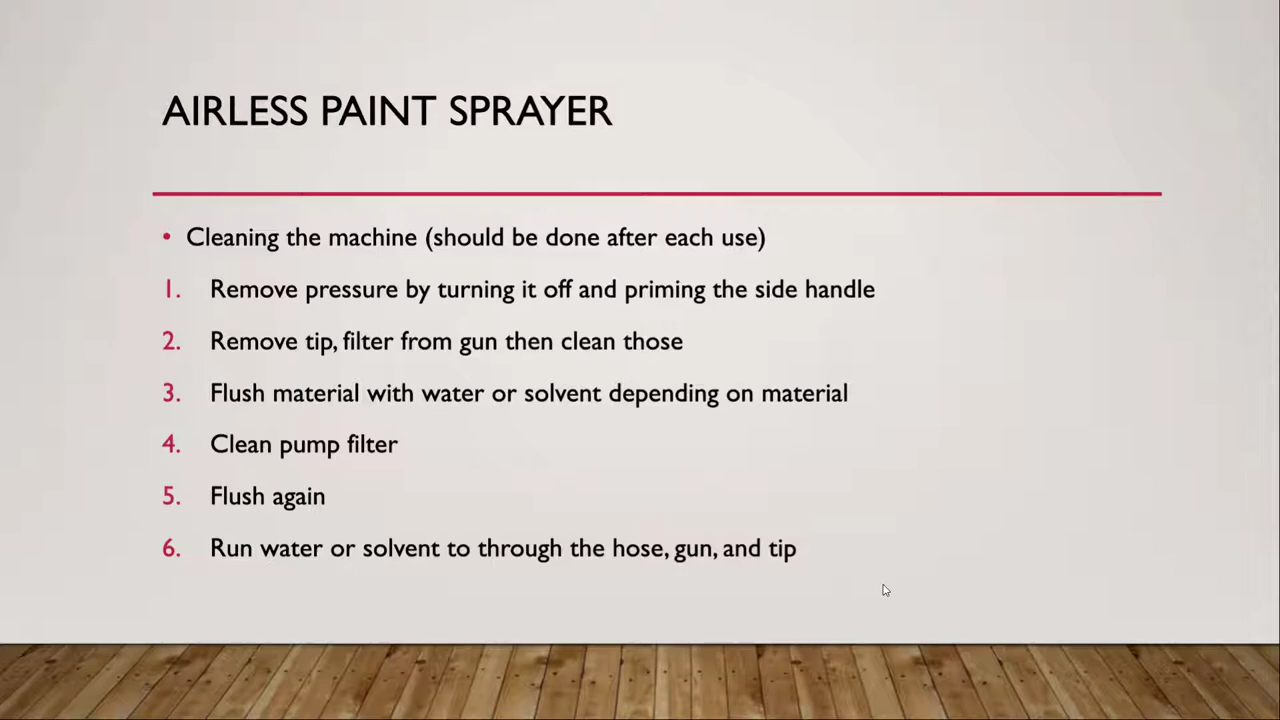 AIRLESS PAINT SPRAYER
• Cleaning the machine (should be done after each use)
1. Remove pressure by turning it off and priming the side handle
2. Remove tip, filter from gun then clean those
3. Flush material with water or solvent depending on material
4. Clean pump filter
5. Flush again
6. Run water or solvent to through the hose, gun, and tip